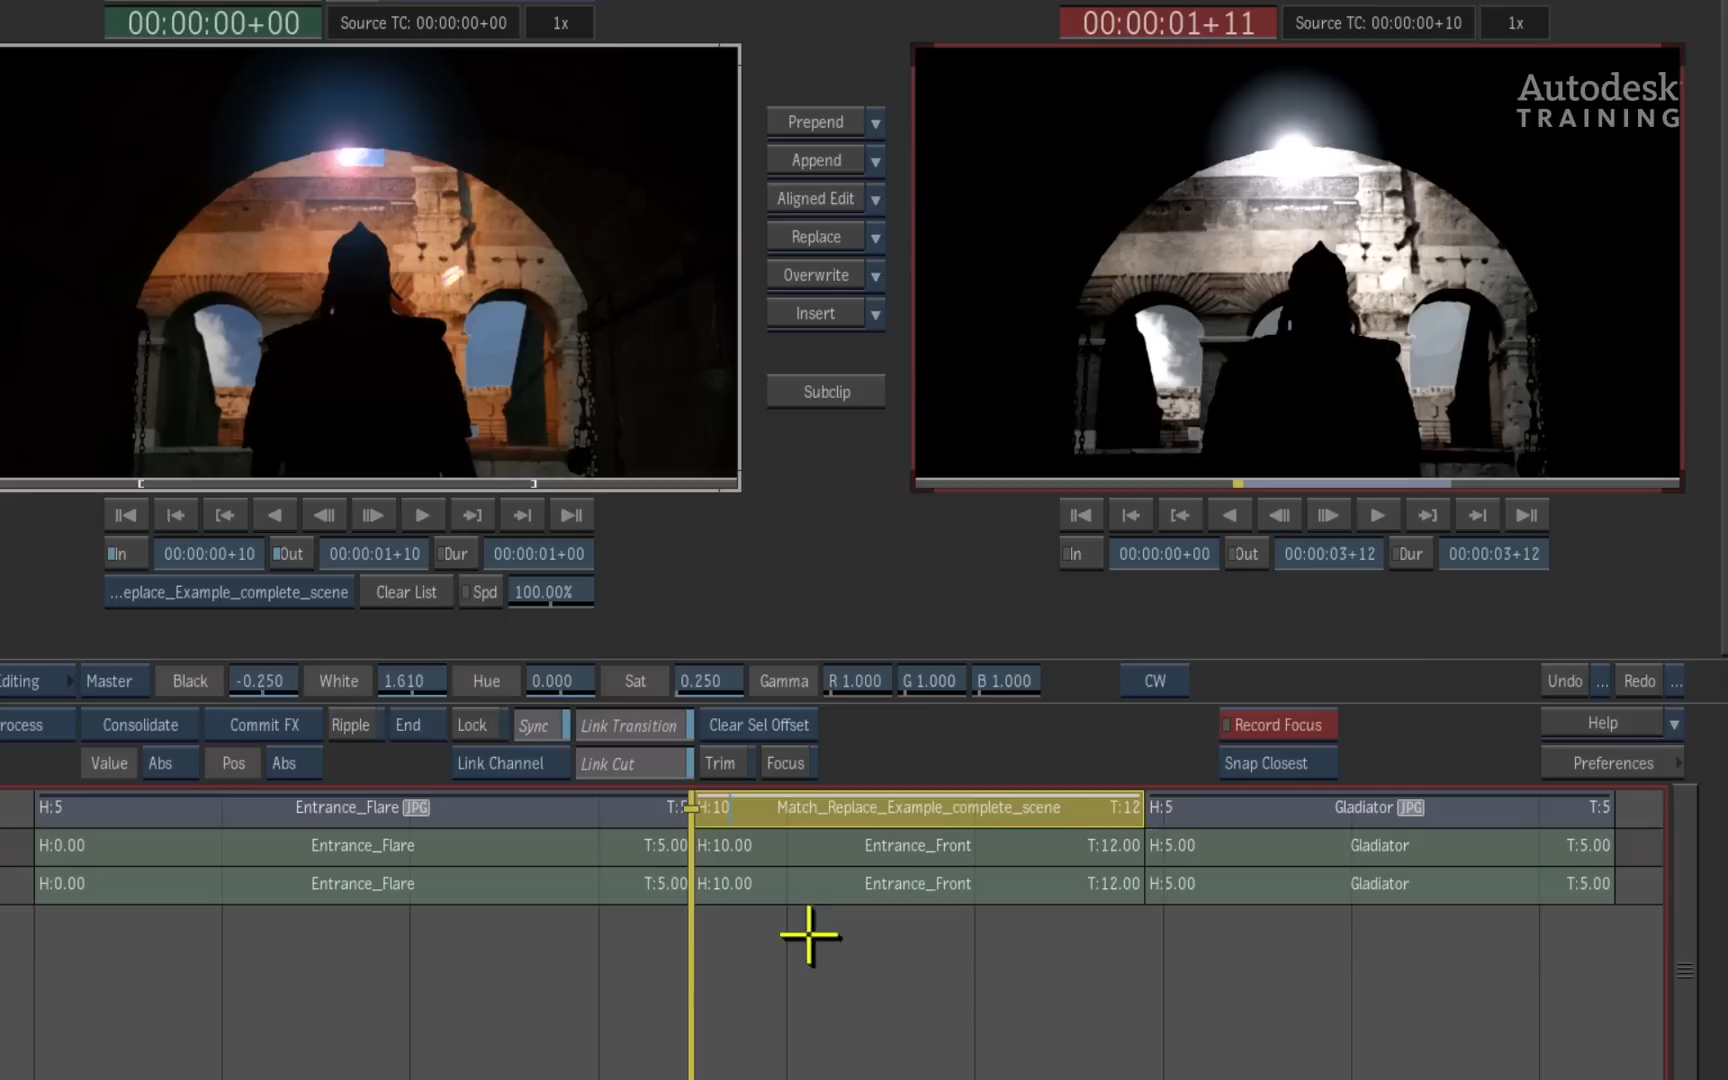 00:00:00+00 Source TC: 00:00:00+00 1x 00:00:01+11 Source TC: 00:00:00+10 1x
Autodesk
TRAINING
Prepend
Append
Aligned Edit
Replace
Overwrite
Insert
Subclip
In 00:00:00+10 Out 00:00:01+10 Dur 00:00:01+00 In 00:00:00+00 Out 00:00:03+12 Dur 00:00:03+12
...eplace_Example_complete_scene Clear List Spd 100.00%
diting Master Black -0.250 White 1.610 Hue 0.000 Sat 0.250 Gamma R 1.000 G 1.000 B 1.000 CW Undo ... Redo ...
rocess Consolidate Commit FX Ripple End Lock Sync Link Transition Clear Sel Offset Record Focus Help
Value Abs Pos Abs Link Channel Link Cut Trim Focus Snap Closest Preferences
H:5 Entrance_Flare JPG T:5 H:10 Match_Replace_Example_complete_scene T:12 H:5 Gladiator JPG T:5
H:0.00 Entrance_Flare T:5.00 H:10.00 Entrance_Front T:12.00 H:5.00 Gladiator T:5.00
H:0.00 Entrance_Flare T:5.00 H:10.00 Entrance_Front T:12.00 H:5.00 Gladiator T:5.00